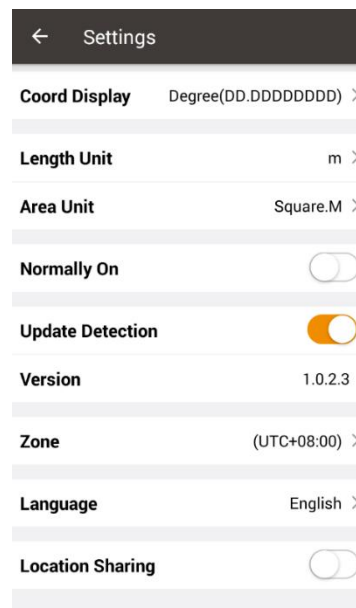 Settings
Coord Display Degree(DD.DDDDDDDD)
Length Unit m
Area Unit Square.M
Normally On
Update Detection
Version 1.0.2.3
Zone (UTC+08:00)
Language English
Location Sharing